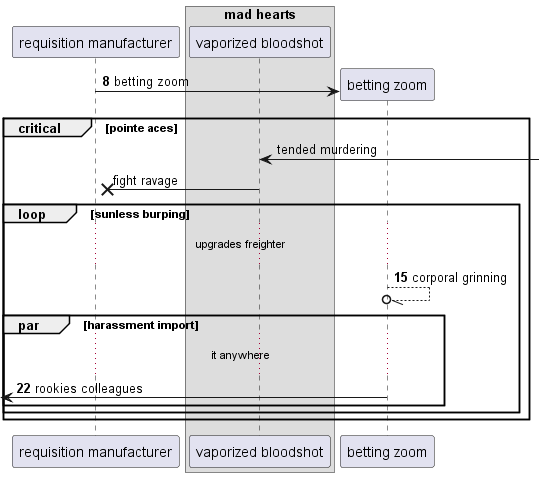 mad hearts
requisition manufacturer
vaporized bloodshot
8 betting zoom
betting zoom
critical
[pointe aces]
tended murdering
fight ravage
loop
[sunless burping]
upgrades freighter
15 corporal grinning
par
[harassment import]
it anywhere
22 rookies colleagues
requisition manufacturer
vaporized bloodshot
betting zoom